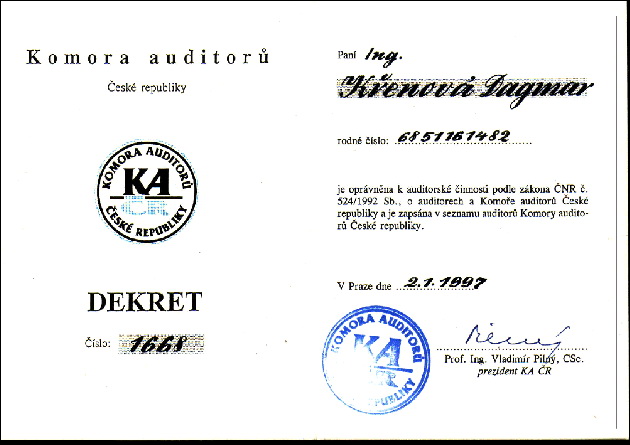 Komora auditorů
České republiky
KOMORA AUDITORŮ
KA
ČR
ČESKÉ REPUBLIKY
DEKRET
Číslo: 1668
Paní Ing.
Křenová Dagmar
rodné číslo: 6851161482
je oprávněna k auditorské činnosti podle zákona ČNR č.
524/1992 Sb., o auditorech a Komoře auditorů České
republiky a je zapsána v seznamu auditorů Komory audito-
rů České republiky.
V Praze dne 2.1.1997
KOMORA AUDITORŮ
KA
ČR
REPUBLIKY
Prof. Ing. Vladimír Pilný, CSc.
prezident KA ČR